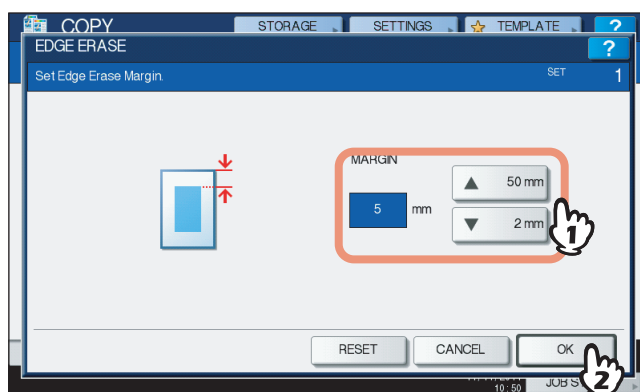 COPY STORAGE SETTINGS TEMPLATE ?
EDGE ERASE ?
Set Edge Erase Margin. SET 1
MARGIN
50 mm
5 mm
2 mm
1
RESET CANCEL OK
2
10:50 JOB S